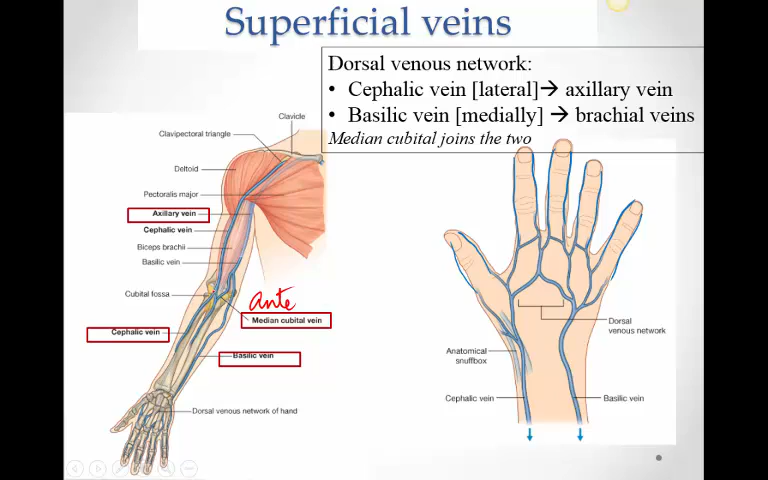 Superficial veins
Dorsal venous network:
• Cephalic vein [lateral]→ axillary vein
• Basilic vein [medially] → brachial veins
Median cubital joins the two
Clavicle
Clavipectoral triangle
Deltoid
Pectoralis major
Axillary vein
Cephalic vein
Biceps brachii
Basilic vein
Cubital fossa
ante
Median cubital vein
Cephalic vein
Basilic vein
Dorsal venous network of hand
Dorsal
venous network
Anatomical
snuffbox
Cephalic vein
Basilic vein